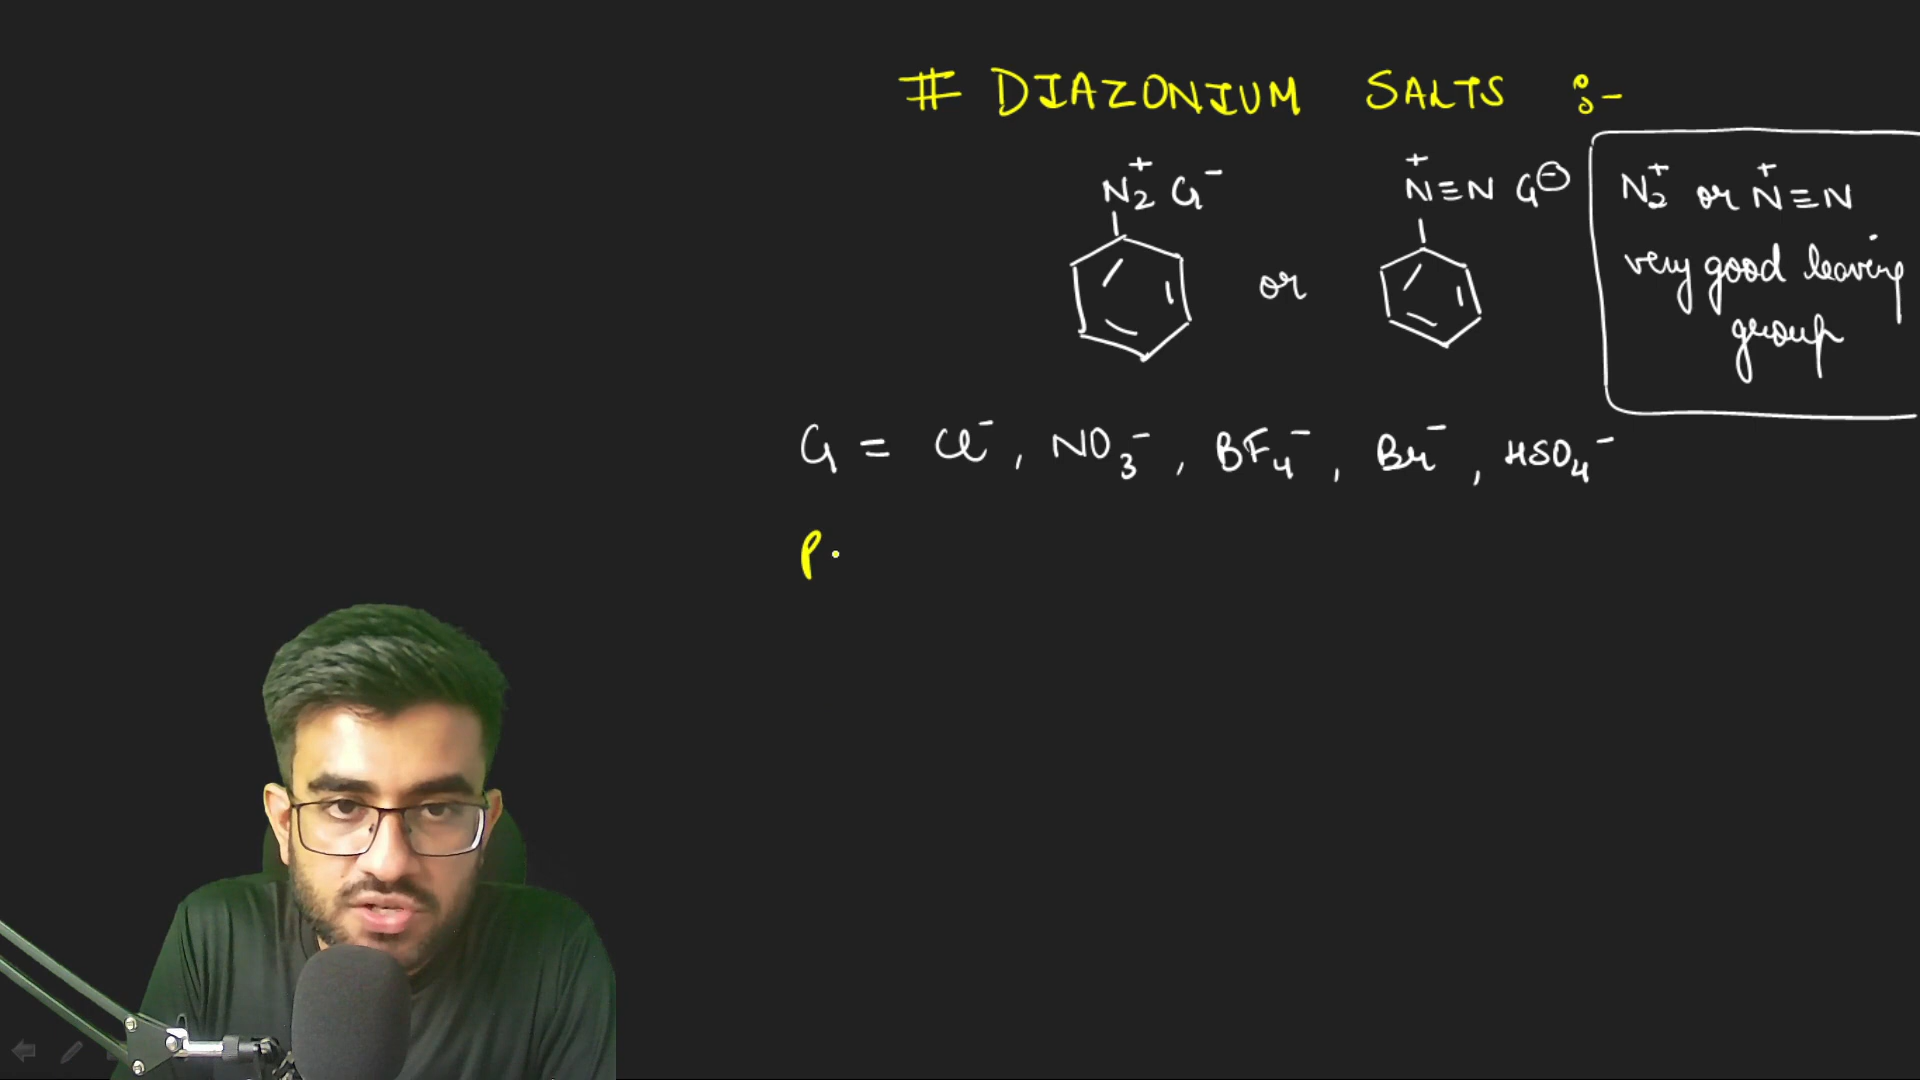 # DIAZONIUM SALTS :-
N₂⁺ G⁻
or
N⁺≡N G⊖
N₂⁺ or N⁺≡N
very good leaving
group
G = Cl⁻, NO₃⁻, BF₄⁻, Br⁻, HSO₄⁻
P.